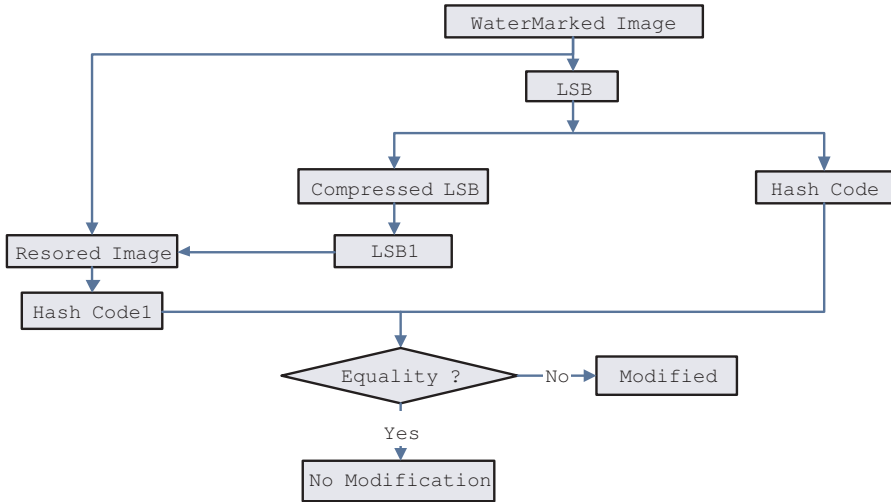 WaterMarked Image
LSB
Compressed LSB
Hash Code
Resored Image
LSB1
Hash Code1
Equality ?
No
Modified
Yes
No Modification